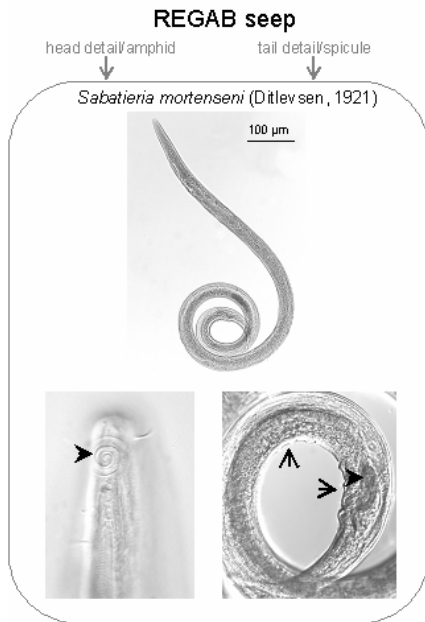 REGAB seep
head detail/amphid tail detail/spicule
Sabatieria mortenseni (Ditlevsen, 1921)
100 µm